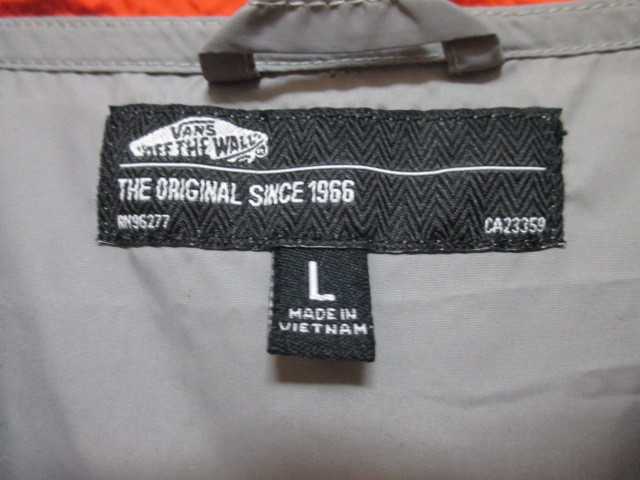 VANS
"OFF THE WALL"
THE ORIGINAL SINCE 1966
RN96277 CA23359
L
MADE IN
VIETNAM